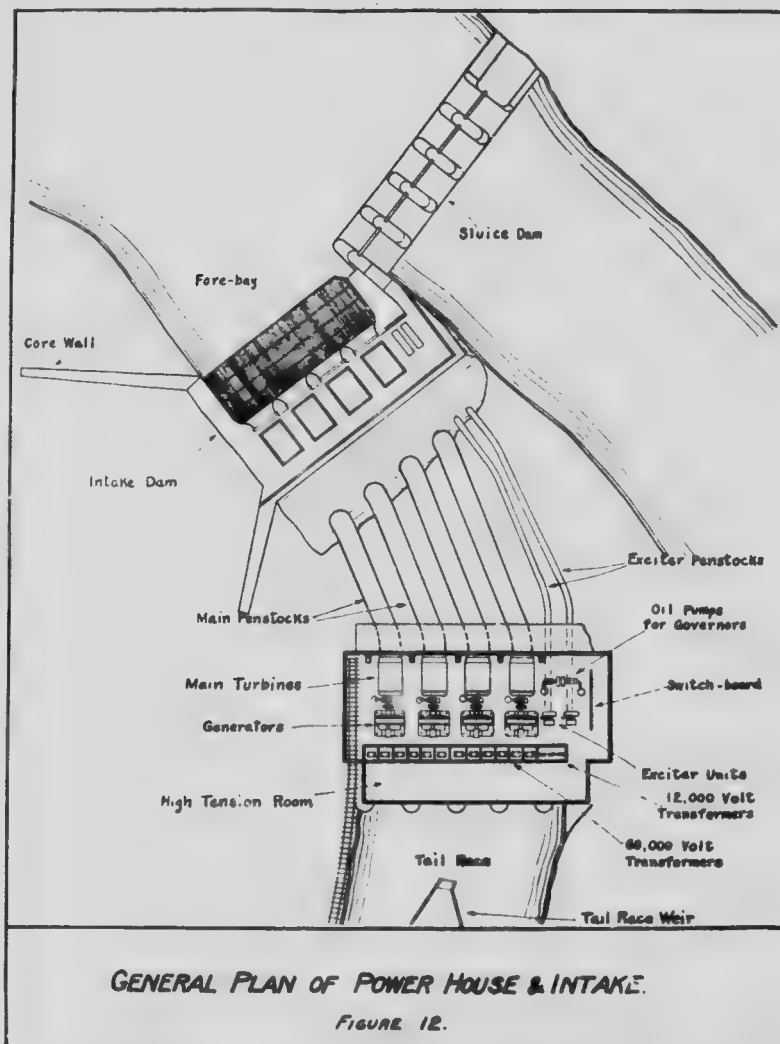 Sluice Dam
Fore-bay
Core Wall
Intake Dam
Exciter Penstocks
Oil Pumps
for Governors
Main Penstocks
Main Turbines
Switch-board
Generators
Exciter Units
High Tension Room
12,000 Volt
Transformers
60,000 Volt
Transformers
Tail Race
Tail Race Weir
GENERAL PLAN OF POWER HOUSE & INTAKE.
FIGURE 12.